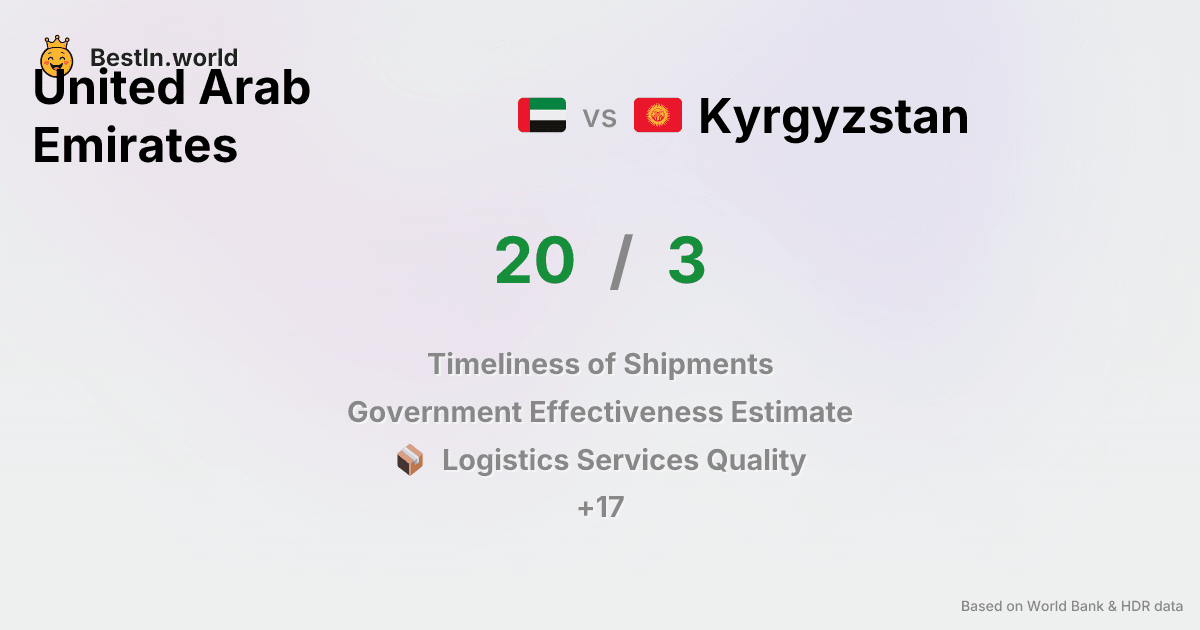 BestIn.world
United Arab
Emirates
vs
Kyrgyzstan
20 / 3
Timeliness of Shipments
Government Effectiveness Estimate
Logistics Services Quality
+17
Based on World Bank & HDR data